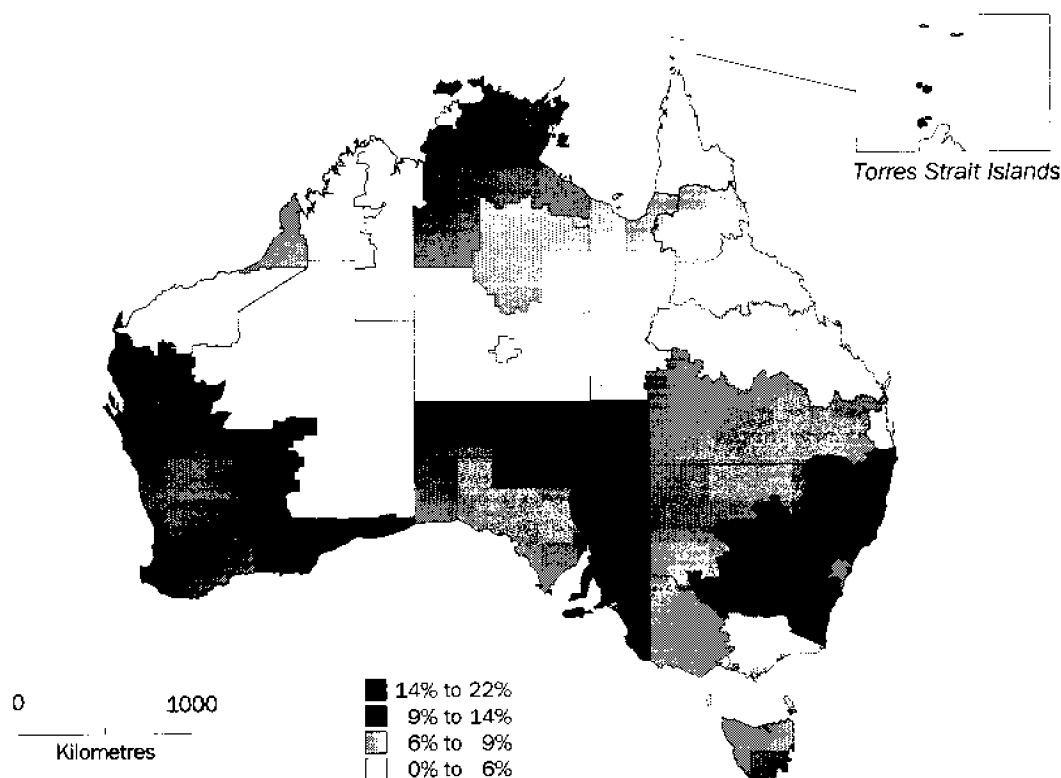 Torres Strait Islands
0 1000
Kilometres
14% to 22%
9% to 14%
6% to 9%
0% to 6%